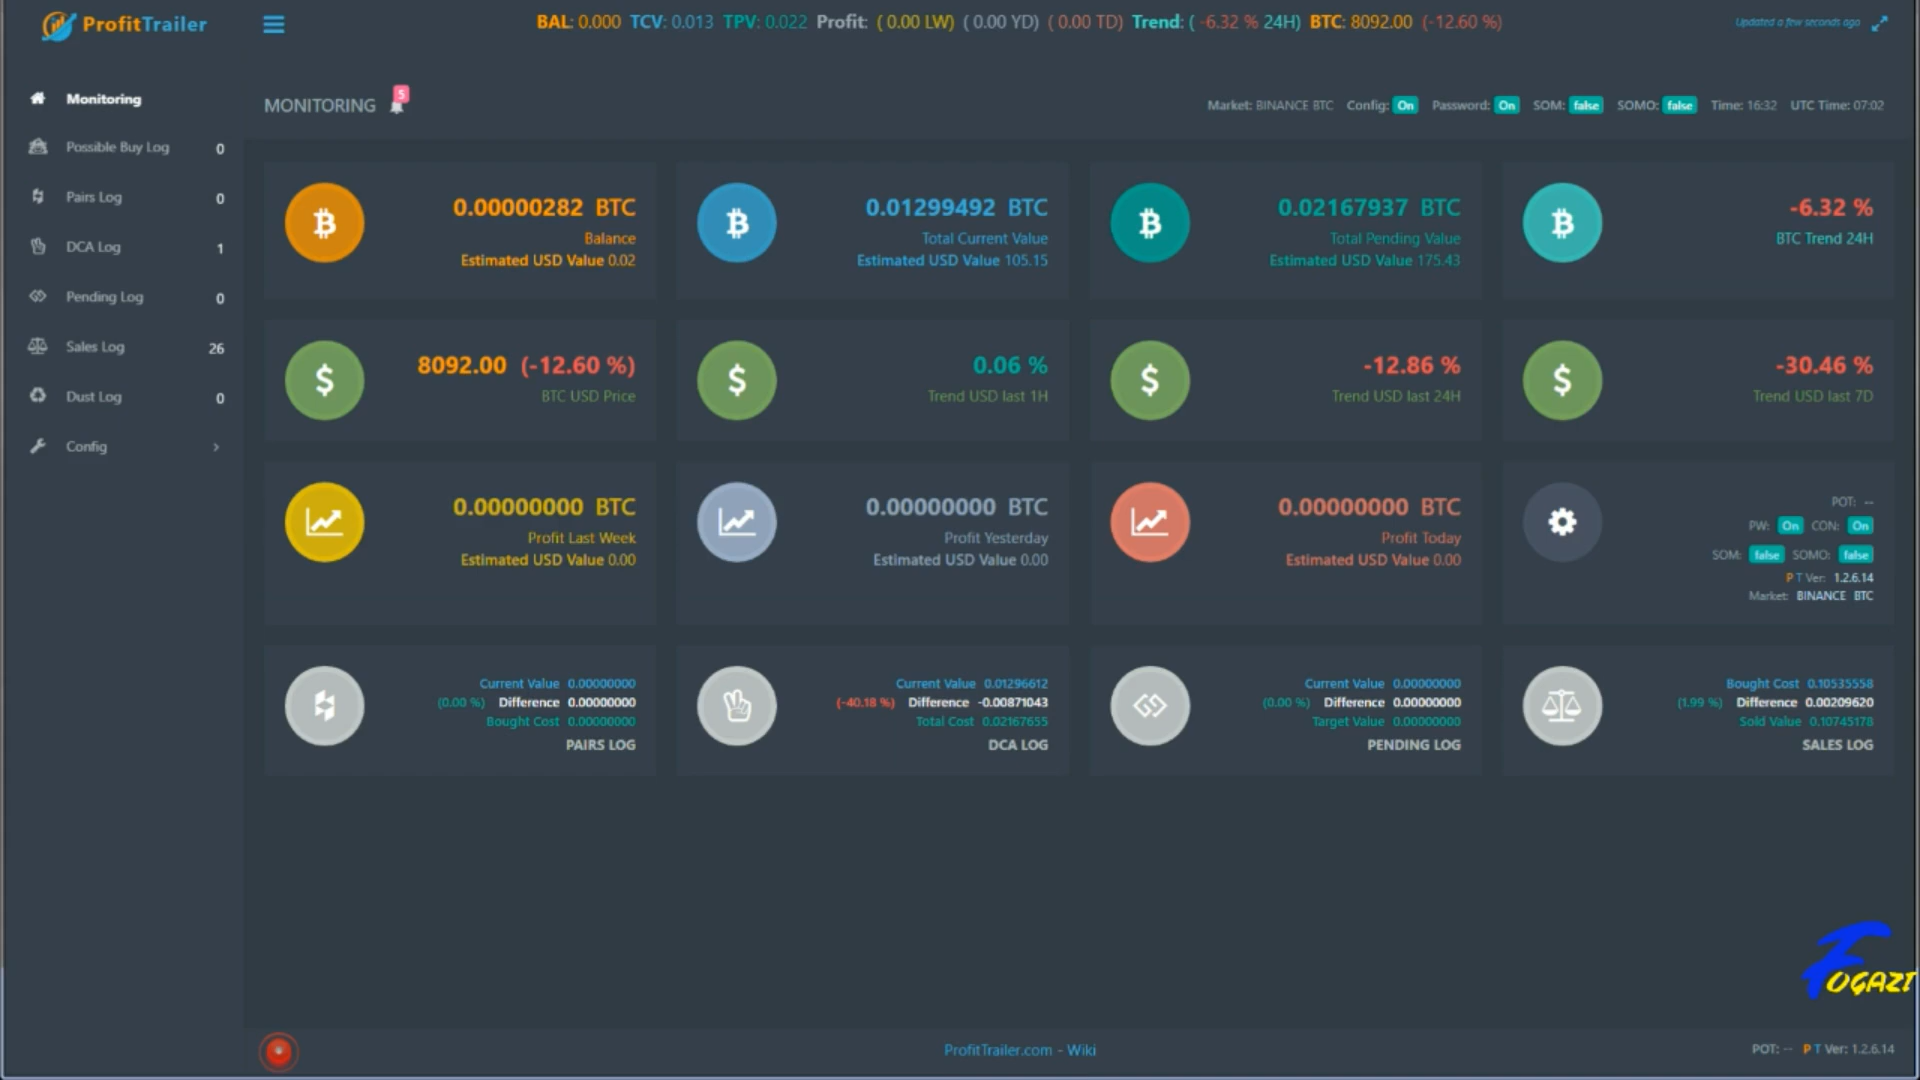 ProfitTrailer
BAL: 0.000 TCV: 0.013 TPV: 0.022 Profit: ( 0.00 LW) ( 0.00 YD) ( 0.00 TD) Trend: ( -6.32 % 24H) BTC: 8092.00 (-12.60 %)
Updated a few seconds ago
Monitoring
Possible Buy Log 0
Pairs Log 0
DCA Log 1
Pending Log 0
Sales Log 26
Dust Log 0
Config
MONITORING 5
Market: BINANCE BTC Config: On Password: On SOM: false SOMO: false Time: 16:32 UTC Time: 07:02
0.00000282 BTC
Balance
Estimated USD Value 0.02
0.01299492 BTC
Total Current Value
Estimated USD Value 105.15
0.02167937 BTC
Total Pending Value
Estimated USD Value 175.43
-6.32 %
BTC Trend 24H
8092.00 (-12.60 %)
BTC USD Price
0.06 %
Trend USD last 1H
-12.86 %
Trend USD last 24H
-30.46 %
Trend USD last 7D
0.00000000 BTC
Profit Last Week
Estimated USD Value 0.00
0.00000000 BTC
Profit Yesterday
Estimated USD Value 0.00
0.00000000 BTC
Profit Today
Estimated USD Value 0.00
POT: --
PW: On CON: On
SOM: false SOMO: false
P T Ver: 1.2.6.14
Market: BINANCE BTC
Current Value 0.00000000
(0.00 %) Difference 0.00000000
Bought Cost 0.00000000
PAIRS LOG
Current Value 0.01296612
(-40.18 %) Difference -0.00871043
Total Cost 0.02167655
DCA LOG
Current Value 0.00000000
(0.00 %) Difference 0.00000000
Target Value 0.00000000
PENDING LOG
Bought Cost 0.10535558
(1.99 %) Difference 0.00209620
Sold Value 0.10745178
SALES LOG
FOGAZI
ProfitTrailer.com - Wiki
POT: -- P T Ver: 1.2.6.14